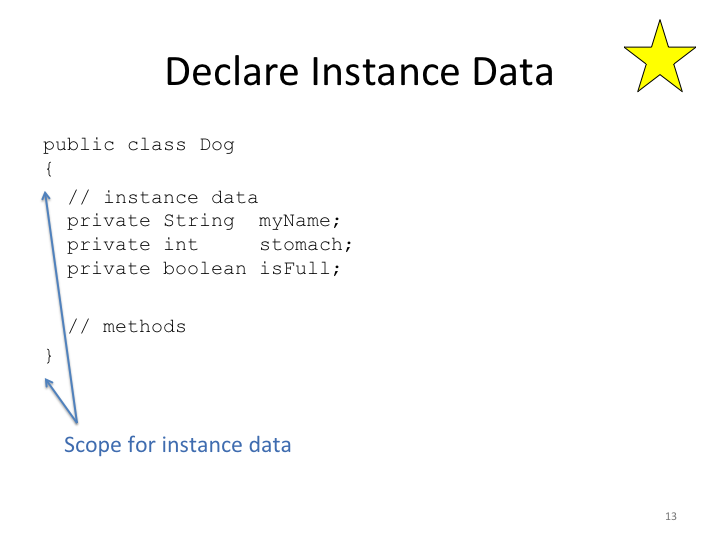 Declare Instance Data
public class Dog
{
  // instance data
  private String  myName;
  private int     stomach;
  private boolean isFull;
  // methods
}
Scope for instance data
13